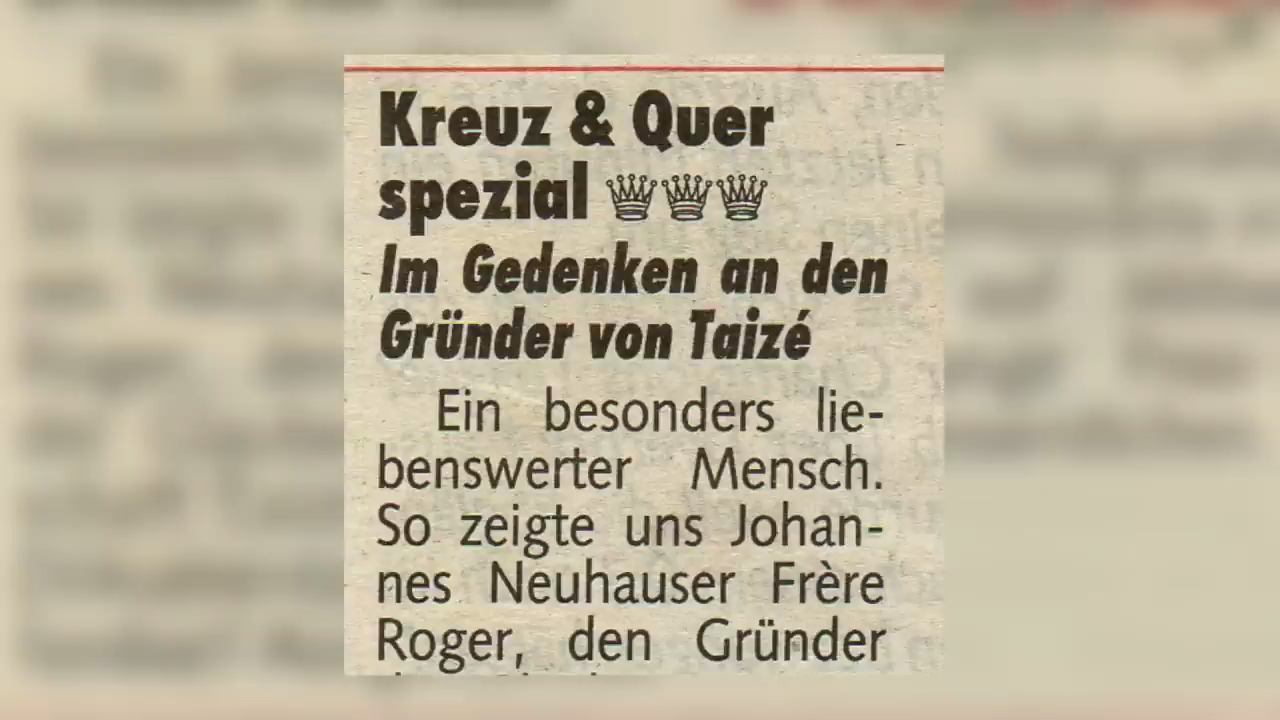 Kreuz & Quer
spezial
Im Gedenken an den
Gründer von Taizé
Ein besonders lie-
benswerter Mensch.
So zeigte uns Johan-
nes Neuhauser Frère
Roger, den Gründer